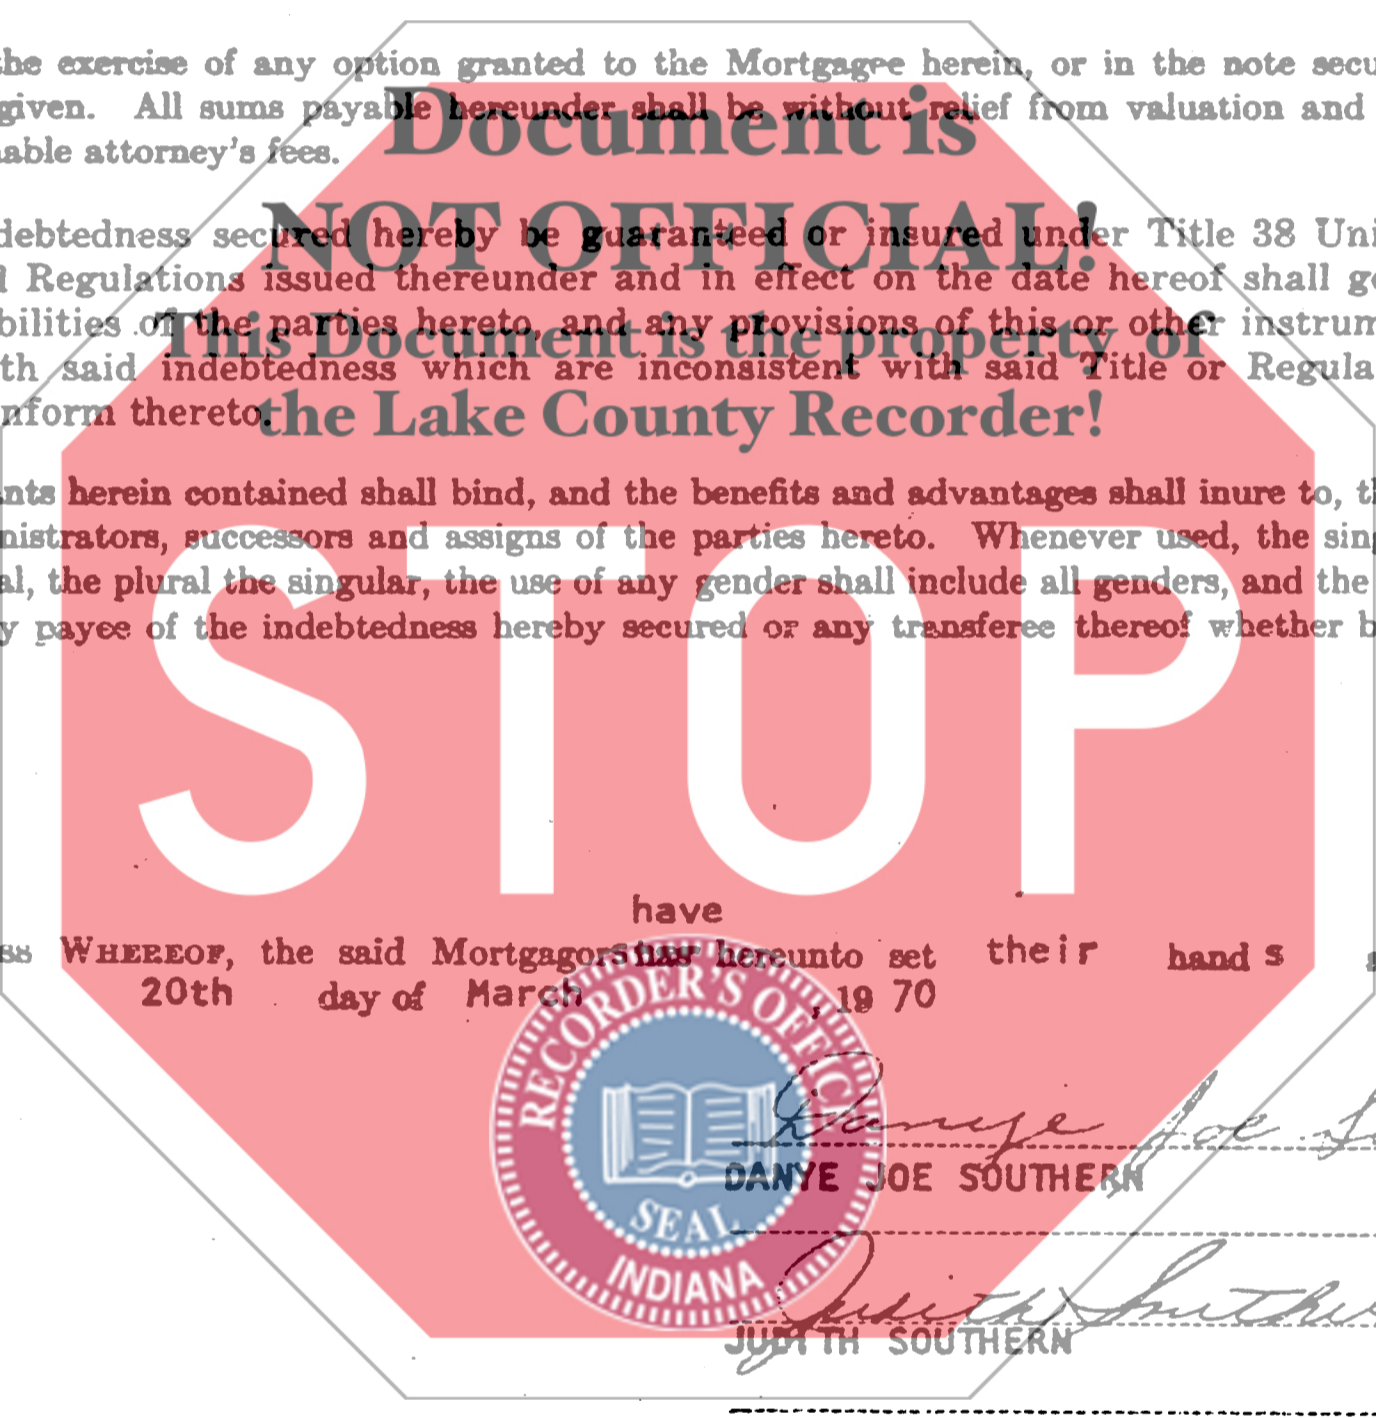 the exercise of any option granted to the Mortgagee herein, or in the note secu
given. All sums payable hereunder shall be without relief from valuation and
nable attorney's fees.
Document is
NOT OFFICIAL!
This Document is the property of
the Lake County Recorder!
debtedness secured hereby be guaranteed or insured under Title 38 Uni
d Regulations issued thereunder and in effect on the date hereof shall go
bilities of the parties hereto, and any provisions of this or other instrum
th said indebtedness which are inconsistent with said Title or Regula
nform thereto.
nts herein contained shall bind, and the benefits and advantages shall inure to, th
nistrators, successors and assigns of the parties hereto. Whenever used, the sing
al, the plural the singular, the use of any gender shall include all genders, and the
y payee of the indebtedness hereby secured or any transferee thereof whether b
STOP
have
ss WHEREOF, the said Mortgagors has hereunto set their hands
20th day of March , 19 70
RECORDER'S OFFICE
SEAL
INDIANA
Danye Joe S
DANYE JOE SOUTHERN
Judith Southe
JUDITH SOUTHERN